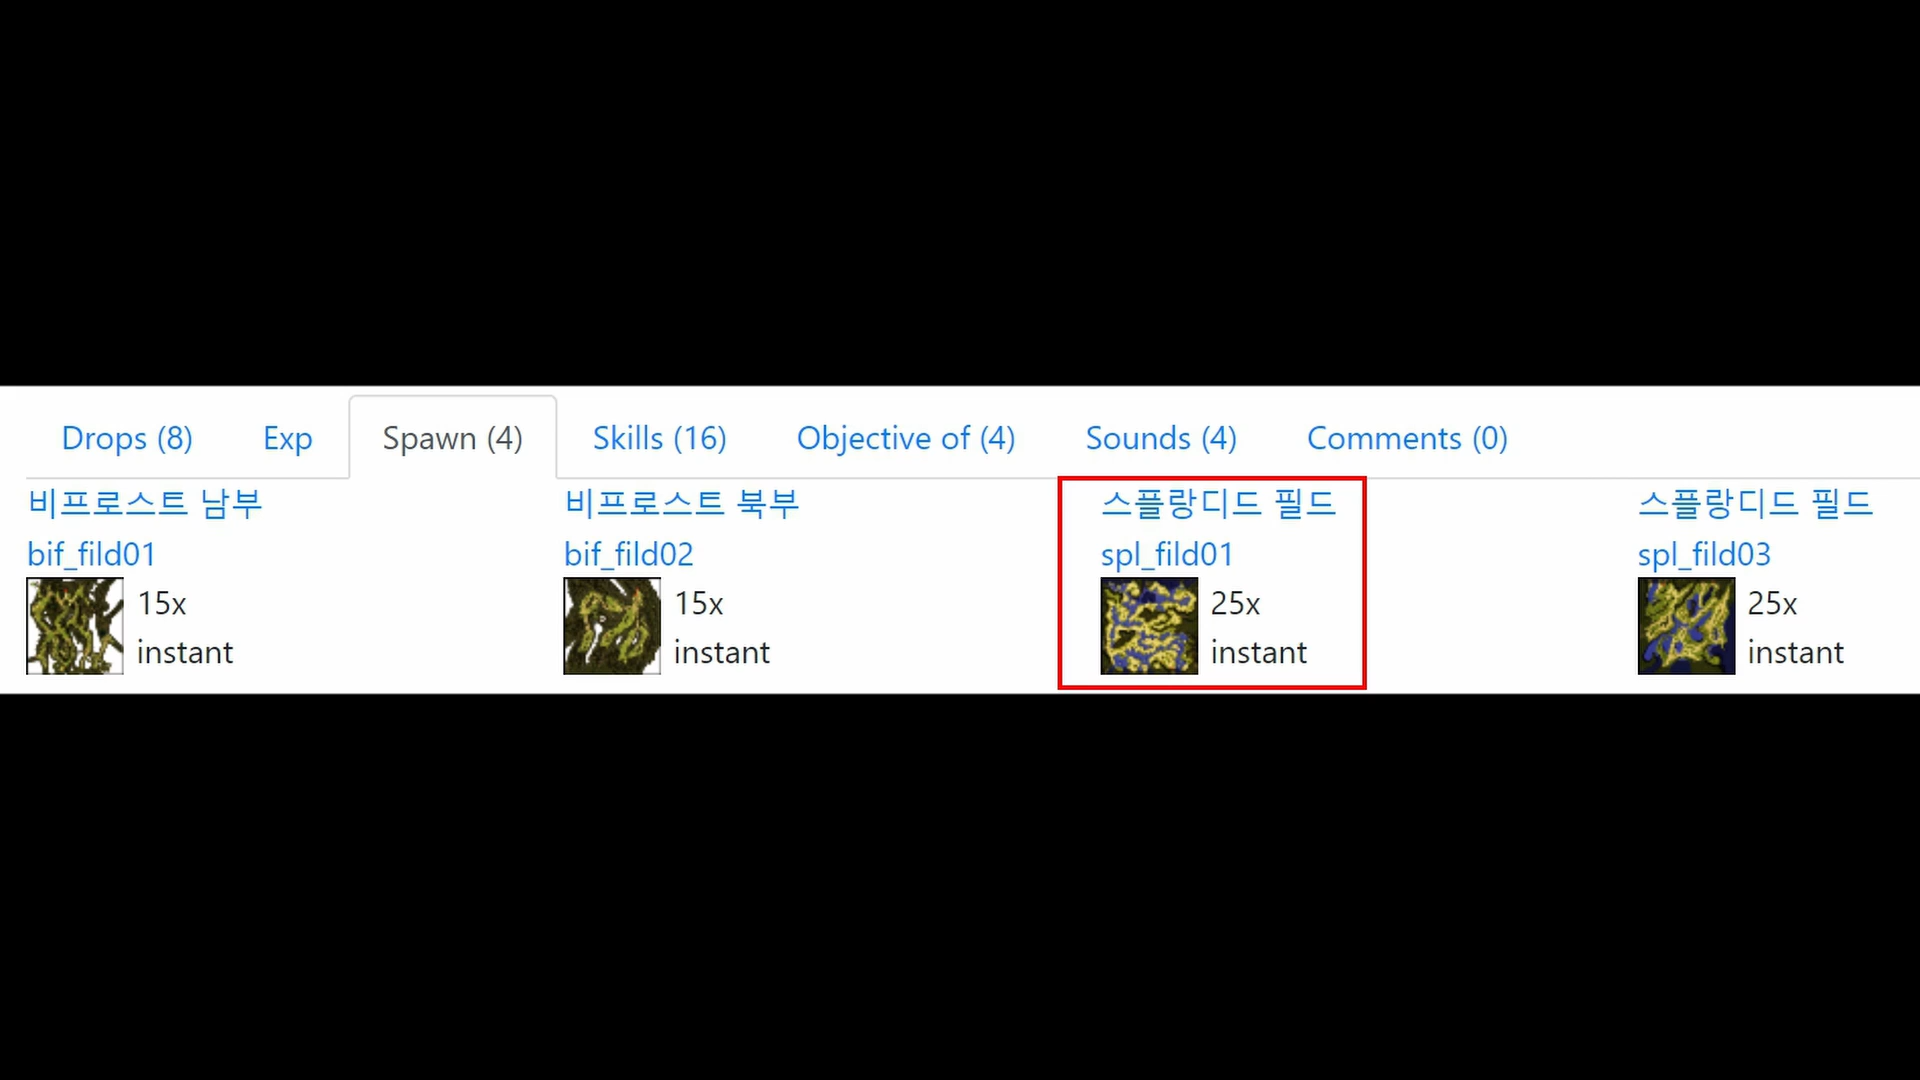 Drops (8) Exp Spawn (4) Skills (16) Objective of (4) Sounds (4) Comments (0)
비프로스트 남부
bif_fild01
15x
instant
비프로스트 북부
bif_fild02
15x
instant
스플랑디드 필드
spl_fild01
25x
instant
스플랑디드 필드
spl_fild03
25x
instant